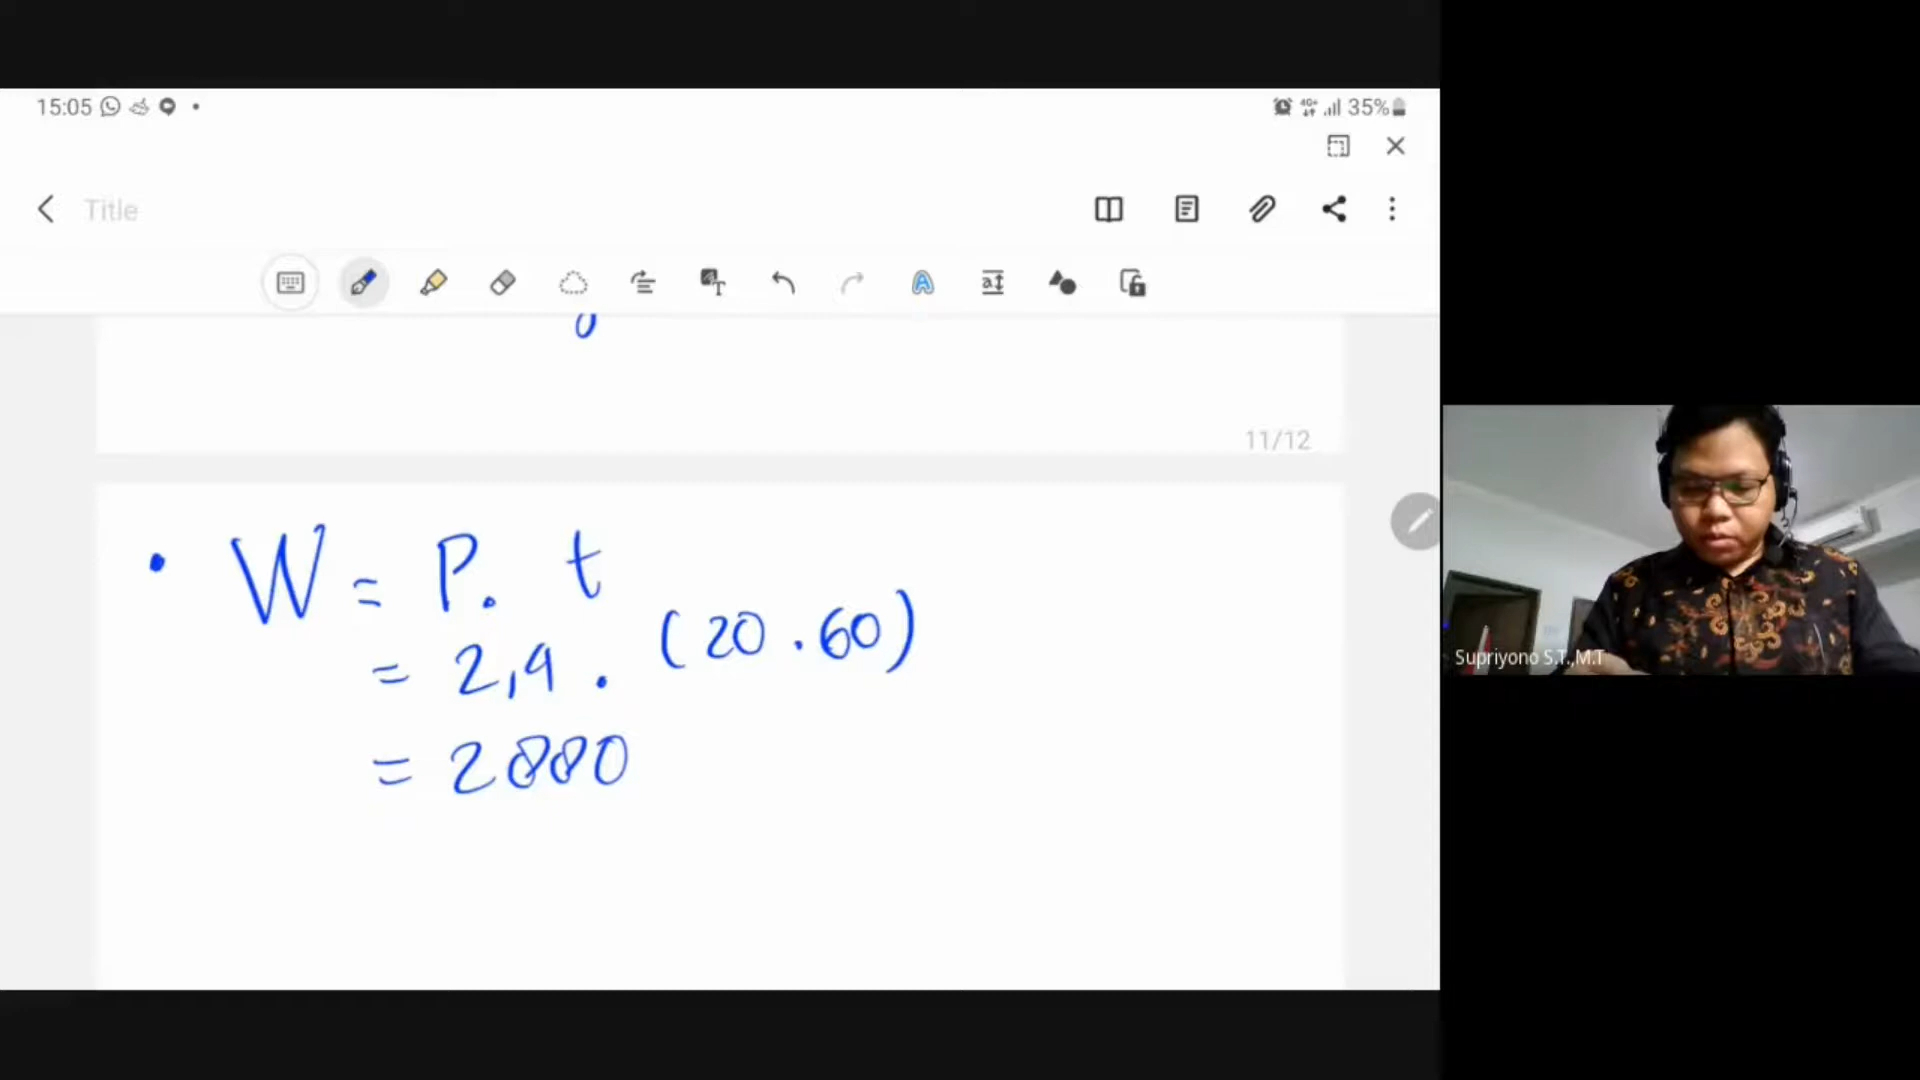 15:05
35%
Title
11/12
• W = P. t
= 2,4 . (20 . 60)
= 2880
Supriyono S.T.,M.T